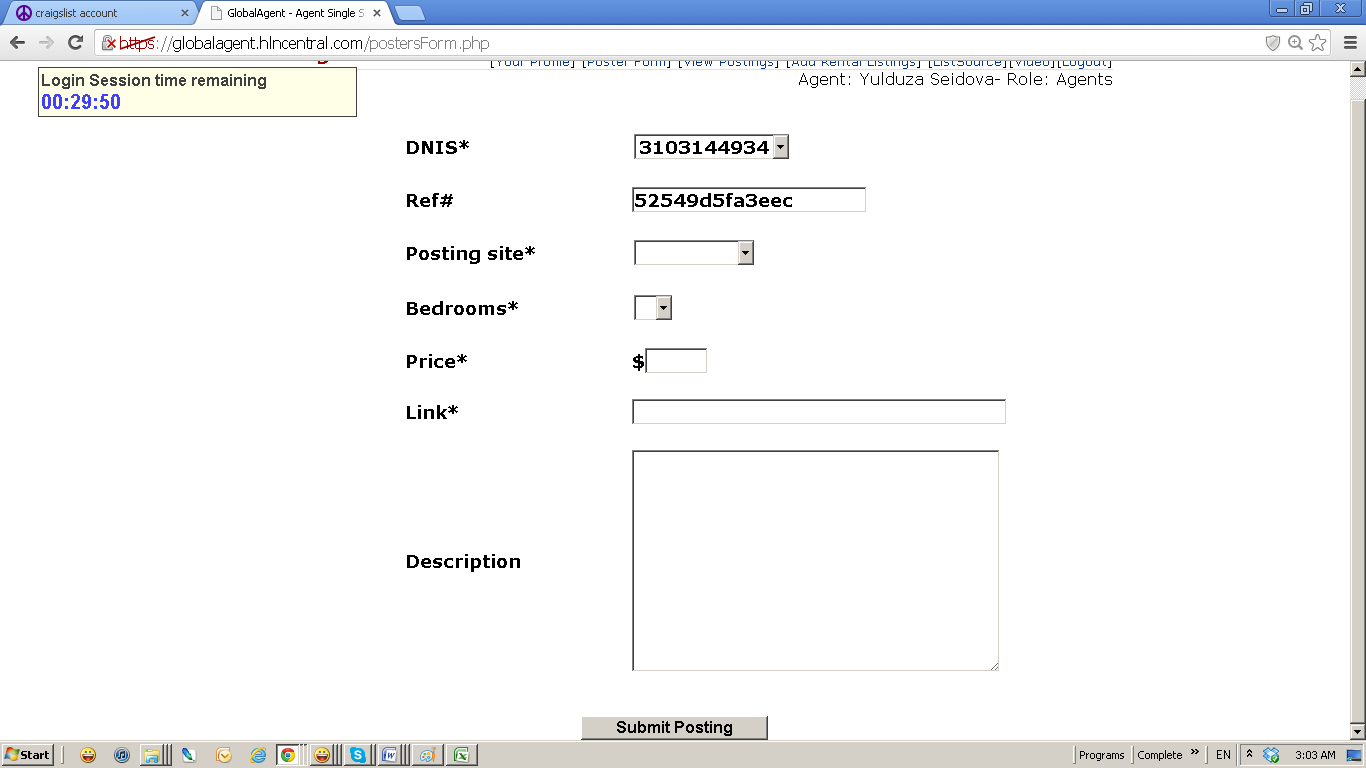 craigslist account
GlobalAgent - Agent Single S
https://globalagent.hlncentral.com/postersForm.php
[Your Profile] [Poster Form] [View Postings] [Add Rental Listings] [ListSource][Video][Logout]
Login Session time remaining
00:29:50
Agent: Yulduza Seidova- Role: Agents
DNIS* 3103144934
Ref# 52549d5fa3eec
Posting site*
Bedrooms*
Price* $
Link*
Description
Submit Posting
Start Programs Complete » EN 3:03 AM